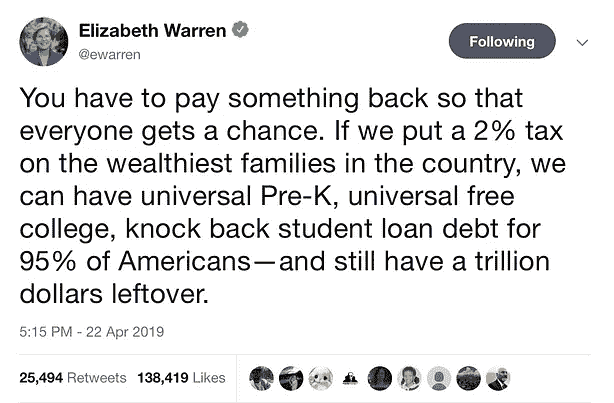 Elizabeth Warren
@ewarren
Following
You have to pay something back so that
everyone gets a chance. If we put a 2% tax
on the wealthiest families in the country, we
can have universal Pre-K, universal free
college, knock back student loan debt for
95% of Americans—and still have a trillion
dollars leftover.
5:15 PM - 22 Apr 2019
25,494 Retweets 138,419 Likes